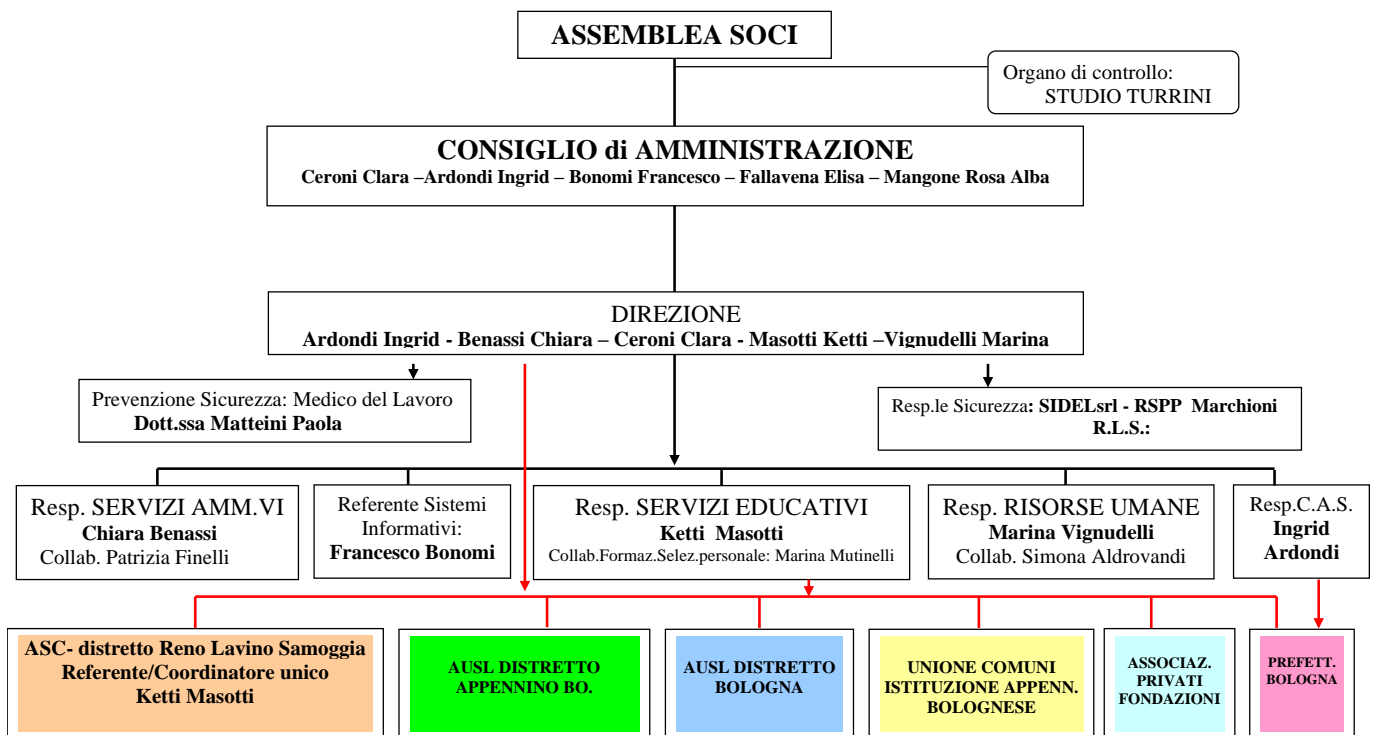 ASSEMBLEA SOCI
Organo di controllo:
STUDIO TURRINI
CONSIGLIO di AMMINISTRAZIONE
Ceroni Clara –Ardondi Ingrid – Bonomi Francesco – Fallavena Elisa – Mangone Rosa Alba
DIREZIONE
Ardondi Ingrid - Benassi Chiara – Ceroni Clara - Masotti Ketti –Vignudelli Marina
Prevenzione Sicurezza: Medico del Lavoro
Dott.ssa Matteini Paola
Resp.le Sicurezza: SIDELsrl - RSPP Marchioni
R.L.S.:
Resp. SERVIZI AMM.VI
Chiara Benassi
Collab. Patrizia Finelli
Referente Sistemi
Informativi:
Francesco Bonomi
Resp. SERVIZI EDUCATIVI
Ketti Masotti
Collab.Formaz.Selez.personale: Marina Mutinelli
Resp. RISORSE UMANE
Marina Vignudelli
Collab. Simona Aldrovandi
Resp.C.A.S.
Ingrid
Ardondi
ASC- distretto Reno Lavino Samoggia
Referente/Coordinatore unico
Ketti Masotti
AUSL DISTRETTO
APPENNINO BO.
AUSL DISTRETTO
BOLOGNA
UNIONE COMUNI
ISTITUZIONE APPENN.
BOLOGNESE
ASSOCIAZ.
PRIVATI
FONDAZIONI
PREFETT.
BOLOGNA